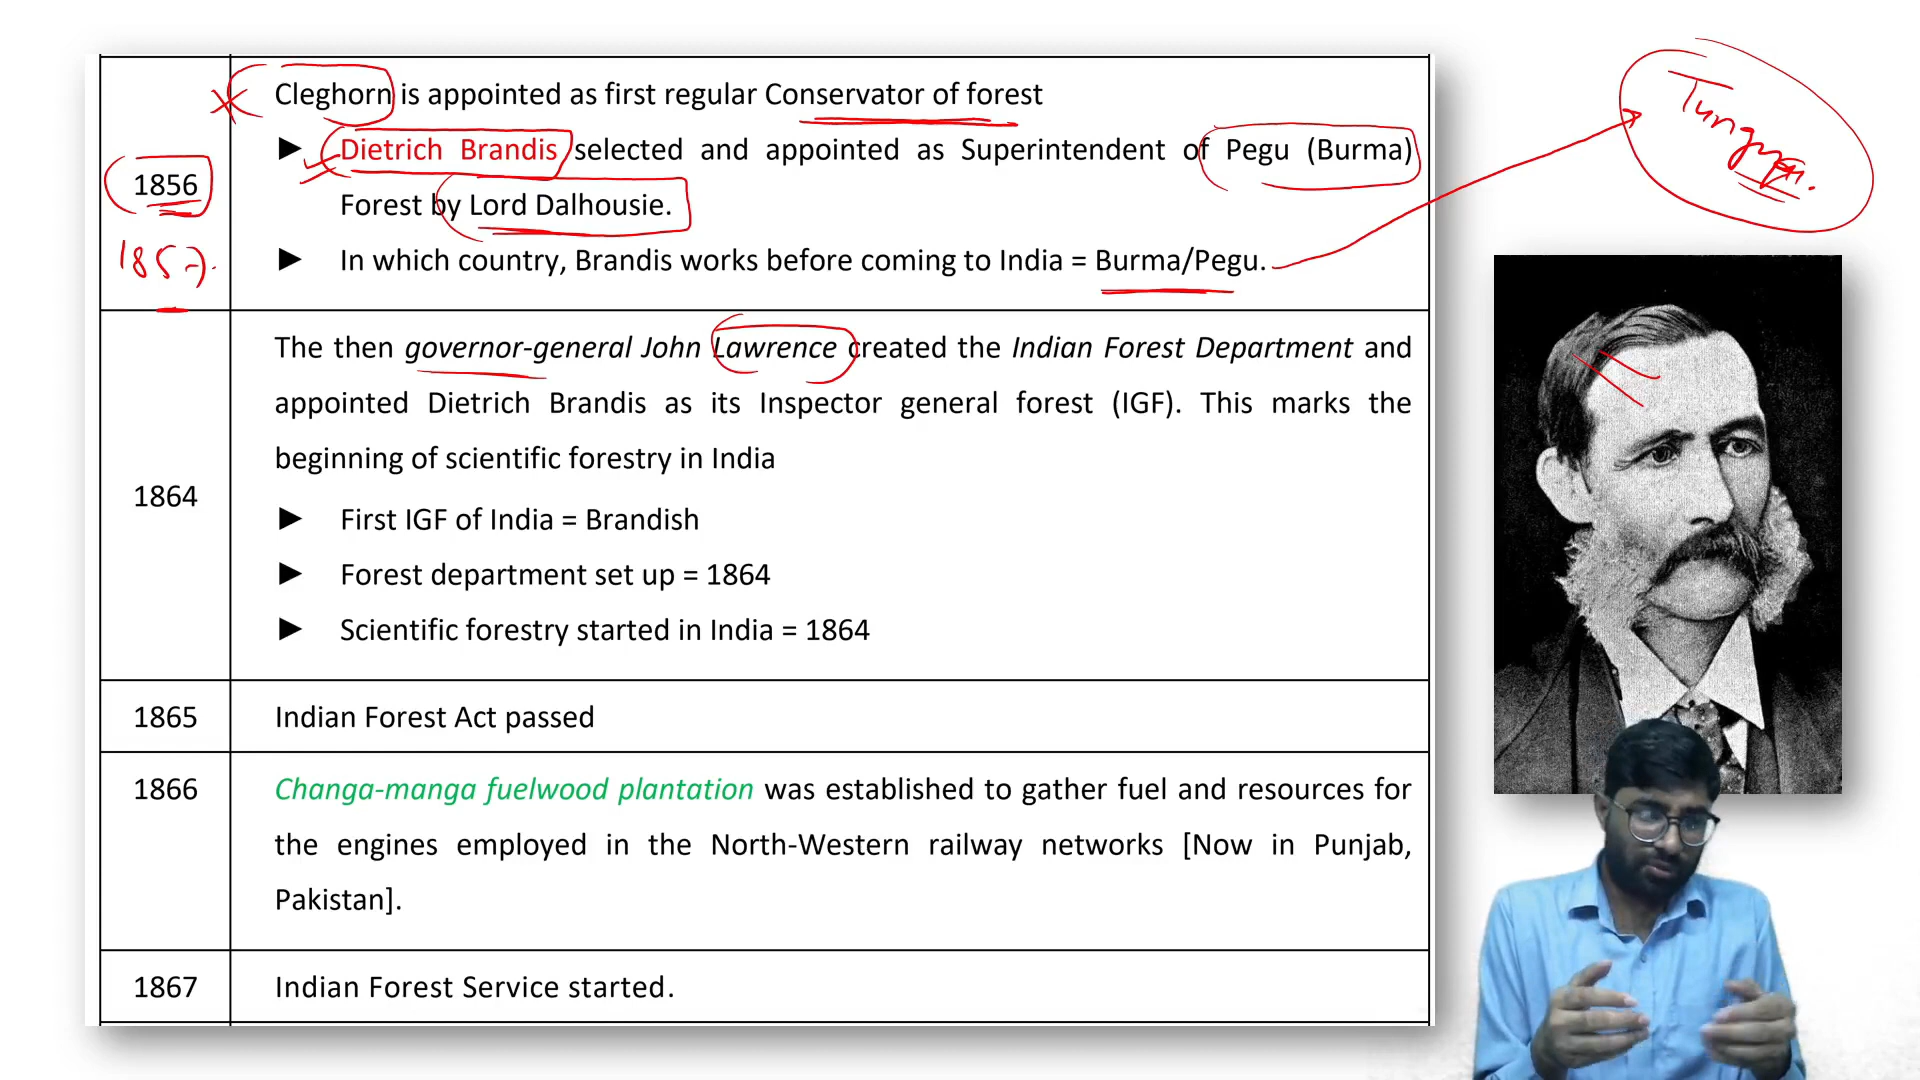 Cleghorn is appointed as first regular Conservator of forest
► Dietrich Brandis selected and appointed as Superintendent of Pegu (Burma)
1856
Forest by Lord Dalhousie.
1857.
► In which country, Brandis works before coming to India = Burma/Pegu.
The then governor-general John Lawrence created the Indian Forest Department and
appointed Dietrich Brandis as its Inspector general forest (IGF). This marks the
beginning of scientific forestry in India
1864
► First IGF of India = Brandish
► Forest department set up = 1864
► Scientific forestry started in India = 1864
1865
Indian Forest Act passed
1866
Changa-manga fuelwood plantation was established to gather fuel and resources for
the engines employed in the North-Western railway networks [Now in Punjab,
Pakistan].
1867
Indian Forest Service started.